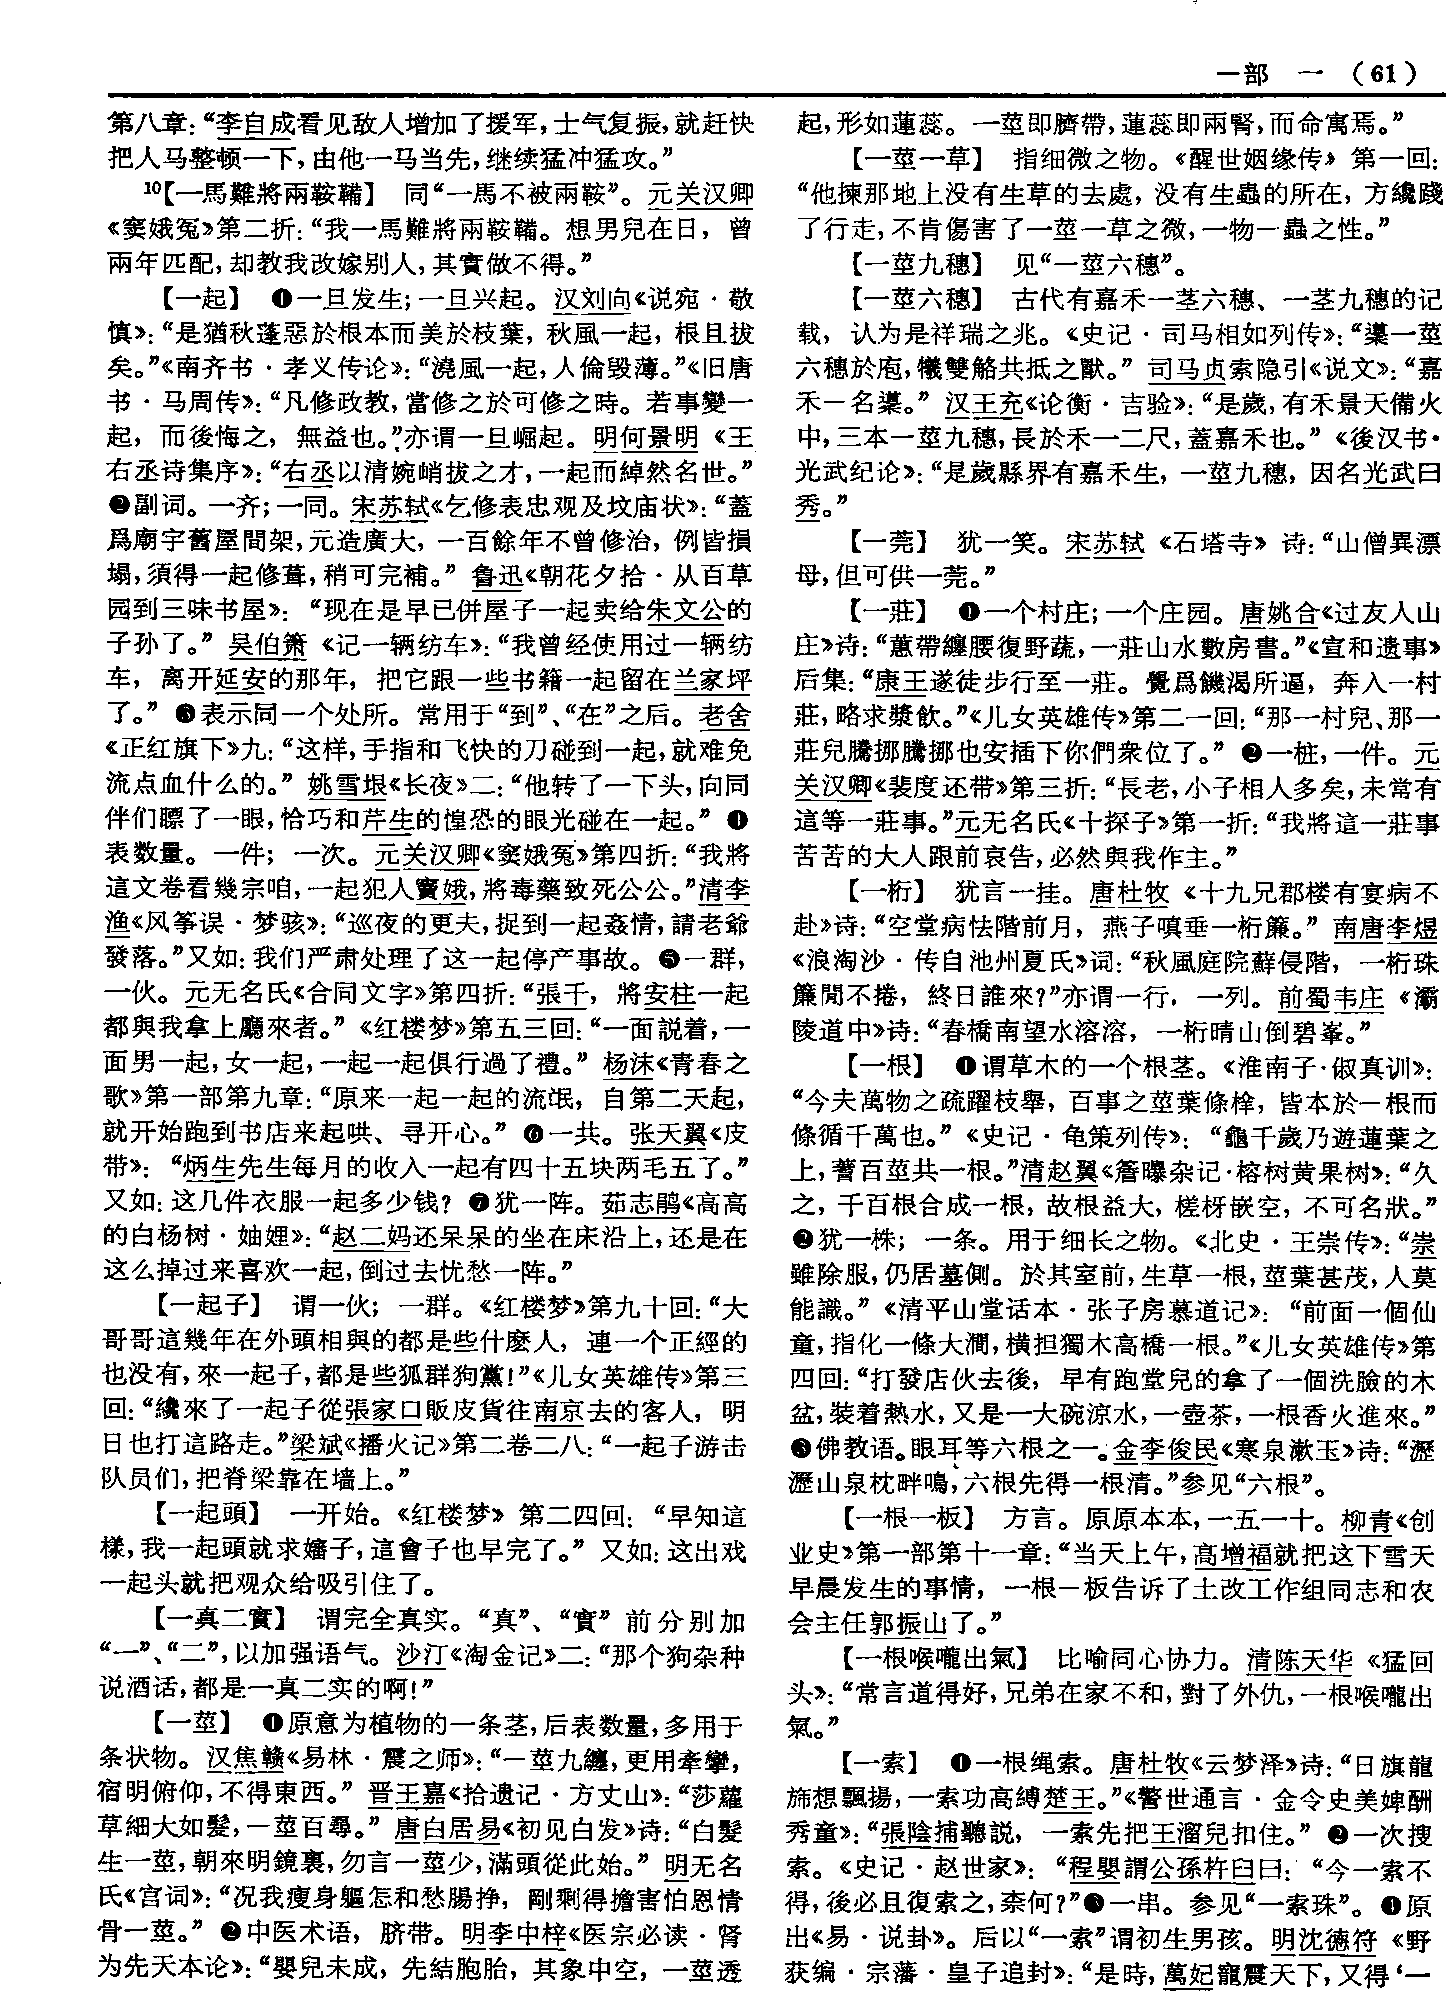 一部　一　（61）
第八章：“李自成看见敌人增加了援军，士气复振，就赶快
把人马整顿一下，由他一马当先，继续猛冲猛攻。”
10【一馬難將兩鞍鞴】　同“一馬不被兩鞍”。元关汉卿
《窦娥冤》第二折：“我一馬難將兩鞍鞴。想男兒在日，曾
兩年匹配，却教我改嫁别人，其實做不得。”
【一起】　❶一旦发生；一旦兴起。汉刘向《说宛·敬
慎》：“是猶秋蓬惡於根本而美於枝葉，秋風一起，根且拔
矣。”《南齐书·孝义传论》：“澆風一起，人倫毀薄。”《旧唐
书·马周传》：“凡修政教，當修之於可修之時。若事變一
起，而後悔之，無益也。”亦谓一旦崛起。明何景明《王
右丞诗集序》：“右丞以清婉峭拔之才，一起而綽然名世。”
❷副词。一齐；一同。宋苏轼《乞修表忠观及坟庙状》：“蓋
爲廟宇舊屋間架，元造廣大，一百餘年不曾修治，例皆損
塌，須得一起修葺，稍可完補。”鲁迅《朝花夕拾·从百草
园到三味书屋》：“现在是早已併屋子一起卖给朱文公的
子孙了。”吴伯箫《记一辆纺车》：“我曾经使用过一辆纺
车，离开延安的那年，把它跟一些书籍一起留在兰家坪
了。”❸表示同一个处所。常用于“到”、“在”之后。老舍
《正红旗下》九：“这样，手指和飞快的刀碰到一起，就难免
流点血什么的。”姚雪垠《长夜》二：“他转了一下头，向同
伴们瞟了一眼，恰巧和芹生的惶恐的眼光碰在一起。”❹
表数量。一件；一次。元关汉卿《窦娥冤》第四折：“我將
這文卷看幾宗咱，一起犯人竇娥，將毒藥致死公公。”清李
渔《风筝误·梦骇》：“巡夜的更夫，捉到一起姦情，請老爺
發落。”又如：我们严肃处理了这一起停产事故。❺一群，
一伙。元无名氏《合同文字》第四折：“張千，將安柱一起
都與我拿上廳來者。”《红楼梦》第五三回：“一面説着，一
面男一起，女一起，一起一起俱行過了禮。”杨沫《青春之
歌》第一部第九章：“原来一起一起的流氓，自第二天起，
就开始跑到书店来起哄、寻开心。”❻一共。张天翼《皮
带》：“炳生先生每月的收入一起有四十五块两毛五了。”
又如：这几件衣服一起多少钱？❼犹一阵。茹志鹃《高高
的白杨树·妯娌》：“赵二妈还呆呆的坐在床沿上，还是在
这么掉过来喜欢一起，倒过去忧愁一阵。”
【一起子】　谓一伙；一群。《红楼梦》第九十回：“大
哥哥這幾年在外頭相與的都是些什麽人，連一个正經的
也没有，來一起子，都是些狐群狗黨！”《儿女英雄传》第三
回：“纔來了一起子從張家口販皮貨往南京去的客人，明
日也打這路走。”梁斌《播火记》第二卷二八：“一起子游击
队员们，把脊梁靠在墙上。”
【一起頭】　一开始。《红楼梦》第二四回：“早知這
樣，我一起頭就求嬸子，這會子也早完了。”又如：这出戏
一起头就把观众给吸引住了。
【一真二實】　谓完全真实。“真”、“實”前分别加
“一”、“二”，以加强语气。沙汀《淘金记》二：“那个狗杂种
说酒话，都是一真二实的啊！”
【一莖】　❶原意为植物的一条茎，后表数量，多用于
条状物。汉焦赣《易林·震之师》：“一莖九纏，更用牽攣，
宿明俯仰，不得東西。”晋王嘉《拾遗记·方丈山》：“莎蘿
草細大如髮，一莖百尋。”唐白居易《初见白发》诗：“白髮
生一莖，朝來明鏡裏，勿言一莖少，滿頭從此始。”明无名
氏《宫词》：“况我瘦身軀怎和愁腸挣，剛剩得擔害怕恩情
骨一莖。”❷中医术语，脐带。明李中梓《医宗必读·肾
为先天本论》：“嬰兒未成，先結胞胎，其象中空，一莖透
起，形如蓮蕊。一莖即臍帶，蓮蕊即兩腎，而命寓焉。”
【一莖一草】　指细微之物。《醒世姻缘传》第一回：
“他揀那地上没有生草的去處，没有生蟲的所在，方纔踐
了行走，不肯傷害了一莖一草之微，一物一蟲之性。”
【一莖九穗】　见“一莖六穗”。
【一莖六穗】　古代有嘉禾一茎六穗、一茎九穗的记
载，认为是祥瑞之兆。《史记·司马相如列传》：“䆃一莖
六穗於庖，犧雙觡共抵之獸。”司马贞索隐引《说文》：“嘉
禾一名䆃。”汉王充《论衡·吉验》：“是歲，有禾景天備火
中，三本一莖九穗，長於禾一二尺，蓋嘉禾也。”《後汉书·
光武纪论》：“是歲縣界有嘉禾生，一莖九穗，因名光武曰
秀。”
【一莞】　犹一笑。宋苏轼《石塔寺》诗：“山僧異漂
母，但可供一莞。”
【一莊】　❶一个村庄；一个庄园。唐姚合《过友人山
庄》诗：“蕙帶纏腰復野蔬，一莊山水數房書。”《宣和遗事》
后集：“康王遂徒步行至一莊。覺爲饑渴所逼，奔入一村
莊，略求漿飲。”《儿女英雄传》第二一回：“那一村兒、那一
莊兒騰挪騰挪也安插下你們衆位了。”❷一桩，一件。元
关汉卿《裴度还带》第三折：“長老，小子相人多矣，未常有
這等一莊事。”元无名氏《十探子》第一折：“我將這一莊事
苦苦的大人跟前哀告，必然與我作主。”
【一桁】　犹言一挂。唐杜牧《十九兄郡楼有宴病不
赴》诗：“空堂病怯階前月，燕子嗔垂一桁簾。”南唐李煜
《浪淘沙·传自池州夏氏》词：“秋風庭院蘚侵階，一桁珠
簾閒不捲，終日誰來？”亦谓一行，一列。前蜀韦庄《灞
陵道中》诗：“春橋南望水溶溶，一桁晴山倒碧峯。”
【一根】　❶谓草木的一个根茎。《淮南子·俶真训》：
“今夫萬物之疏躍枝舉，百事之莖葉條栓，皆本於一根而
條循千萬也。”《史记·龟策列传》：“龜千歲乃遊蓮葉之
上，蓍百莖共一根。”清赵翼《簷曝杂记·榕树黄果树》：“久
之，千百根合成一根，故根益大，槎枒嵌空，不可名狀。”
❷犹一株；一条。用于细长之物。《北史·王崇传》：“崇
雖除服，仍居墓側。於其室前，生草一根，莖葉甚茂，人莫
能識。”《清平山堂话本·张子房慕道记》：“前面一個仙
童，指化一條大澗，横担獨木高橋一根。”《儿女英雄传》第
四回：“打發店伙去後，早有跑堂兒的拿了一個洗臉的木
盆，裝着熱水，又是一大碗涼水，一壺茶，一根香火進來。”
❸佛教语。眼耳等六根之一。金李俊民《寒泉漱玉》诗：“瀝
瀝山泉枕畔鳴，六根先得一根清。”参见“六根”。
【一根一板】　方言。原原本本，一五一十。柳青《创
业史》第一部第十一章：“当天上午，高增福就把这下雪天
早晨发生的事情，一根一板告诉了土改工作组同志和农
会主任郭振山了。”
【一根喉嚨出氣】　比喻同心协力。清陈天华《猛回
头》：“常言道得好，兄弟在家不和，對了外仇，一根喉嚨出
氣。”
【一索】　❶一根绳索。唐杜牧《云梦泽》诗：“日旗龍
旆想飄揚，一索功高縛楚王。”《警世通言·金令史美婢酬
秀童》：“張陰捕聽説，一索先把王溜兒扣住。”❷一次搜
索。《史记·赵世家》：“程嬰謂公孫杵臼曰：‘今一索不
得，後必且復索之，柰何？”❸一串。参见“一索珠”。❹原
出《易·说卦》。后以“一索”谓初生男孩。明沈德符《野
获编·宗藩·皇子追封》：“是時，萬妃寵震天下，又得‘一